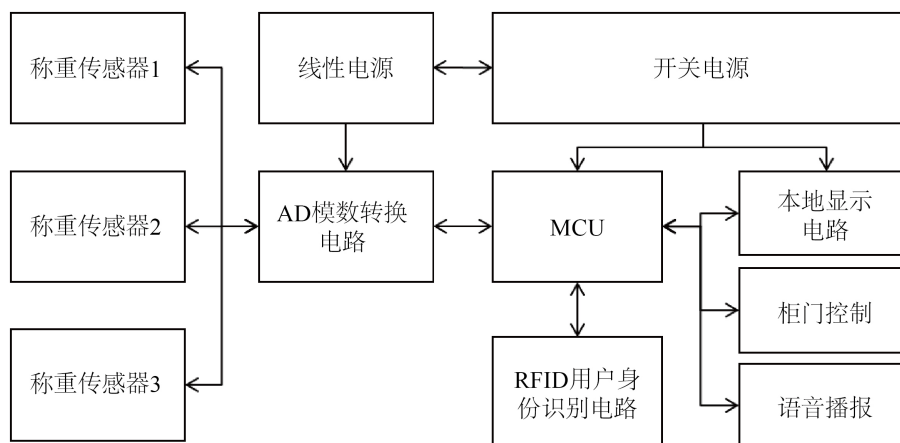 称重传感器1
线性电源
开关电源
称重传感器2
AD模数转换
电路
MCU
本地显示
电路
柜门控制
称重传感器3
RFID用户身
份识别电路
语音播报